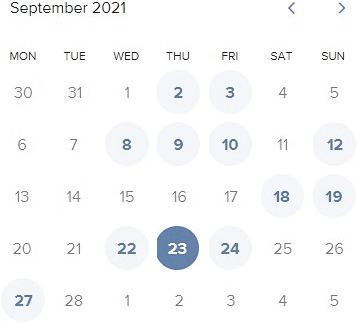 September 2021
MON TUE WED THU FRI SAT SUN
30 31 1 2 3 4 5
6 7 8 9 10 11 12
13 14 15 16 17 18 19
20 21 22 23 24 25 26
27 28 1 2 3 4 5